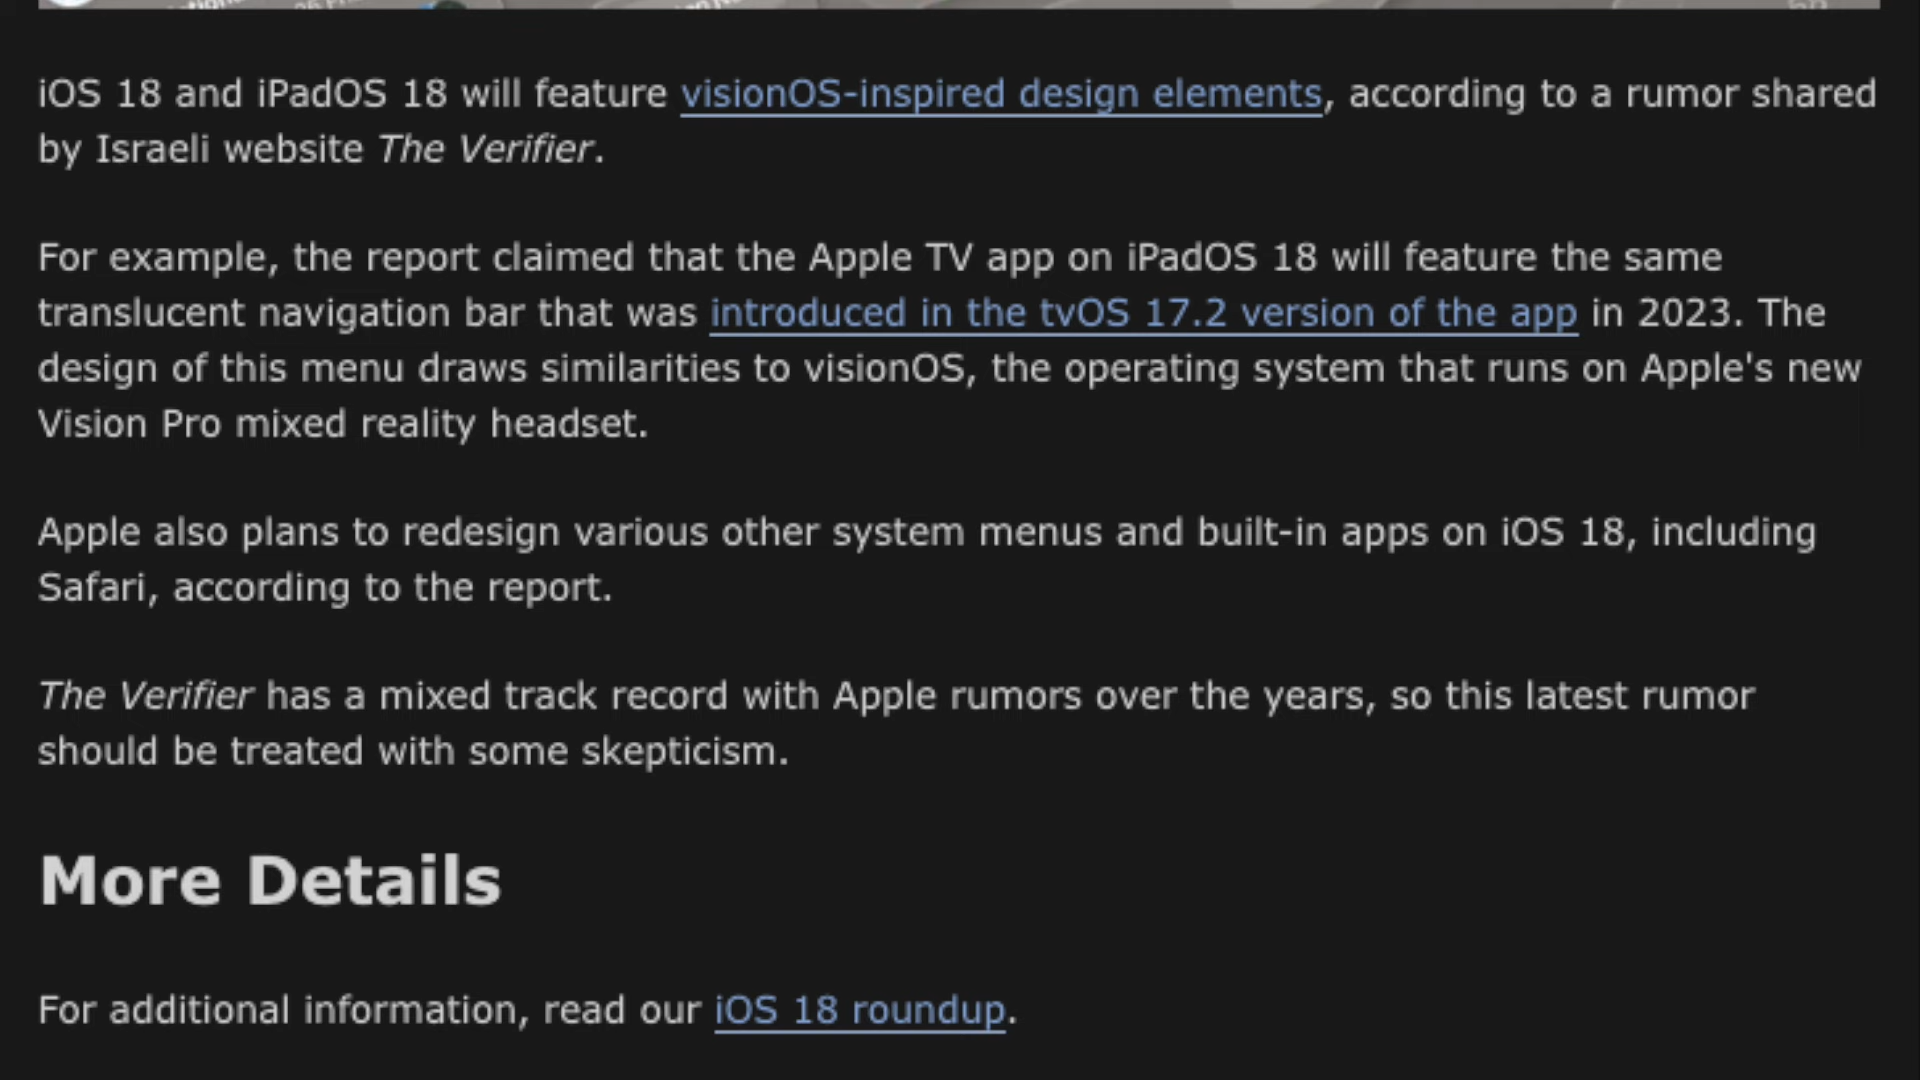 iOS 18 and iPadOS 18 will feature visionOS-inspired design elements, according to a rumor shared
by Israeli website The Verifier.
For example, the report claimed that the Apple TV app on iPadOS 18 will feature the same
translucent navigation bar that was introduced in the tvOS 17.2 version of the app in 2023. The
design of this menu draws similarities to visionOS, the operating system that runs on Apple's new
Vision Pro mixed reality headset.
Apple also plans to redesign various other system menus and built-in apps on iOS 18, including
Safari, according to the report.
The Verifier has a mixed track record with Apple rumors over the years, so this latest rumor
should be treated with some skepticism.
More Details
For additional information, read our iOS 18 roundup.